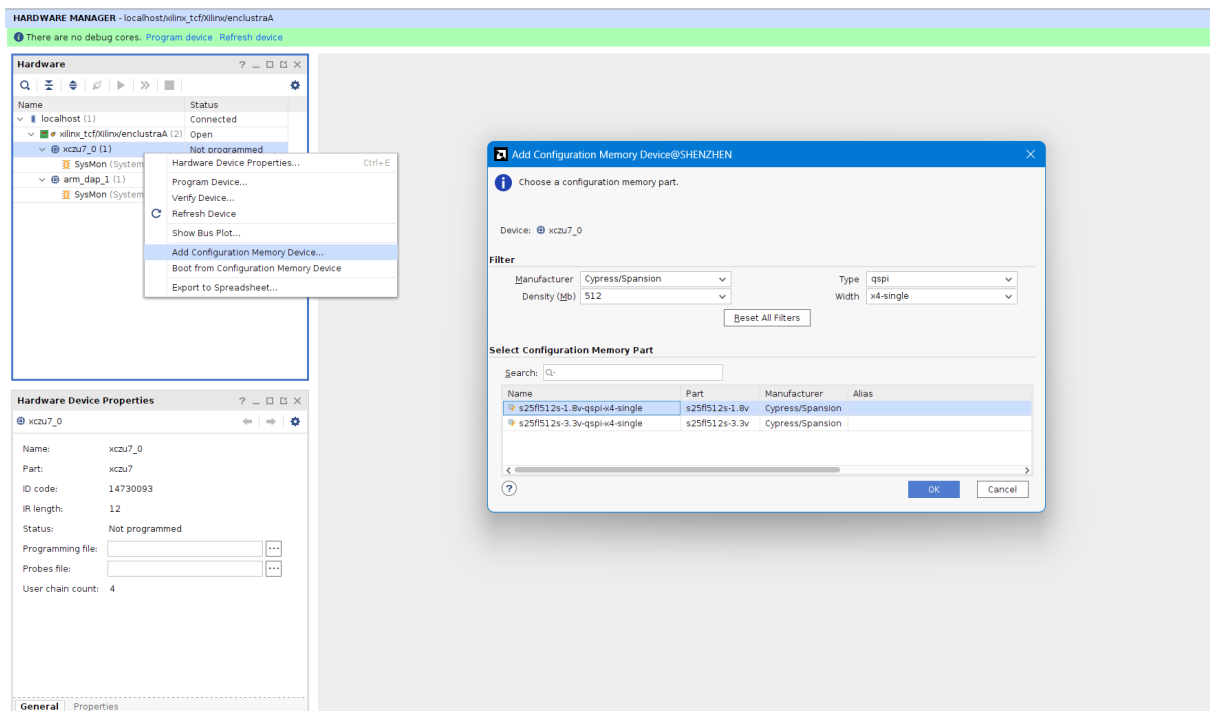 HARDWARE MANAGER - localhost/xilinx_tcf/Xilinx/enclustraA
There are no debug cores. Program device Refresh device
Hardware
Name Status
localhost (1) Connected
xilinx_tcf/Xilinx/enclustraA (2) Open
xczu7_0 (1) Not programmed
SysMon (System
arm_dap_1 (1)
SysMon (System
Hardware Device Properties... Ctrl+E
Program Device...
Verify Device...
Refresh Device
Show Bus Plot...
Add Configuration Memory Device...
Boot from Configuration Memory Device
Export to Spreadsheet...
Hardware Device Properties
xczu7_0
Name: xczu7_0
Part: xczu7
ID code: 14730093
IR length: 12
Status: Not programmed
Programming file:
Probes file:
User chain count: 4
General Properties
Add Configuration Memory Device@SHENZHEN
Choose a configuration memory part.
Device: xczu7_0
Filter
Manufacturer Cypress/Spansion Type qspi
Density (Mb) 512 Width x4-single
Reset All Filters
Select Configuration Memory Part
Search:
Name Part Manufacturer Alias
s25fl512s-1.8v-qspi-x4-single s25fl512s-1.8v Cypress/Spansion
s25fl512s-3.3v-qspi-x4-single s25fl512s-3.3v Cypress/Spansion
OK Cancel